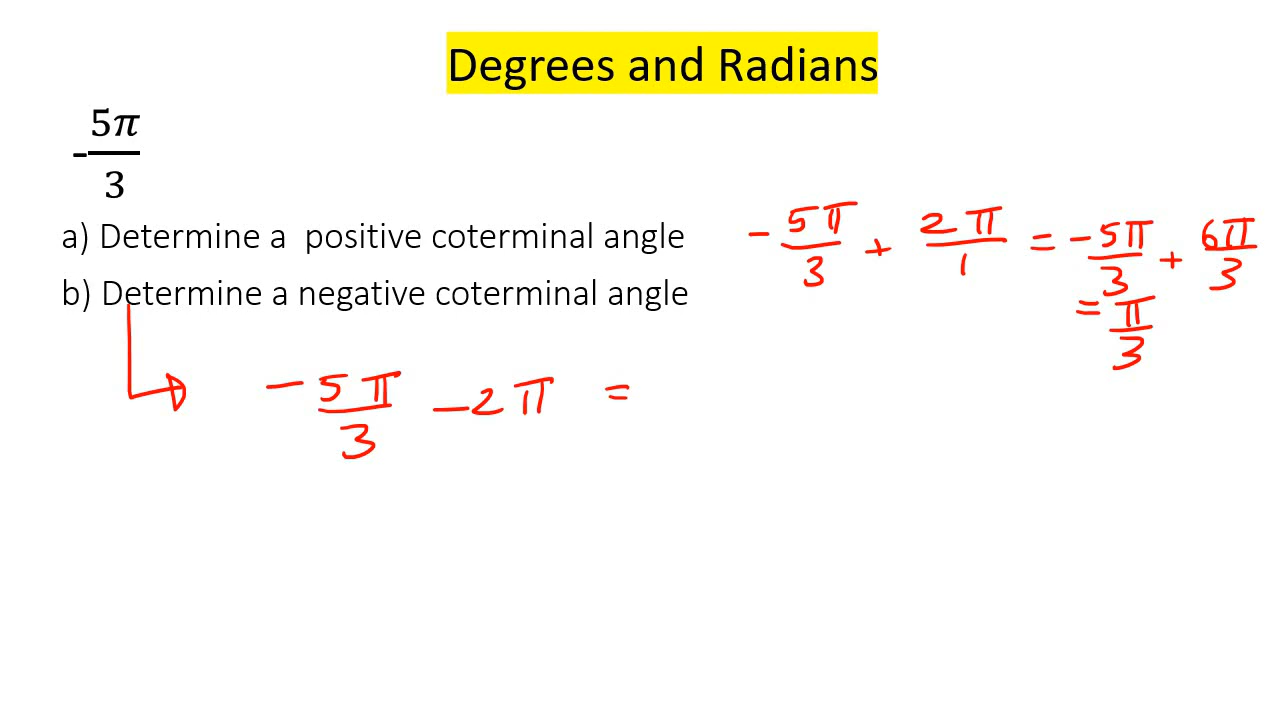 Degrees and Radians
-5π/3
a) Determine a positive coterminal angle
b) Determine a negative coterminal angle
-5π/3 + 2π/1 = -5π/3 + 6π/3
= π/3
-5π/3 - 2π =